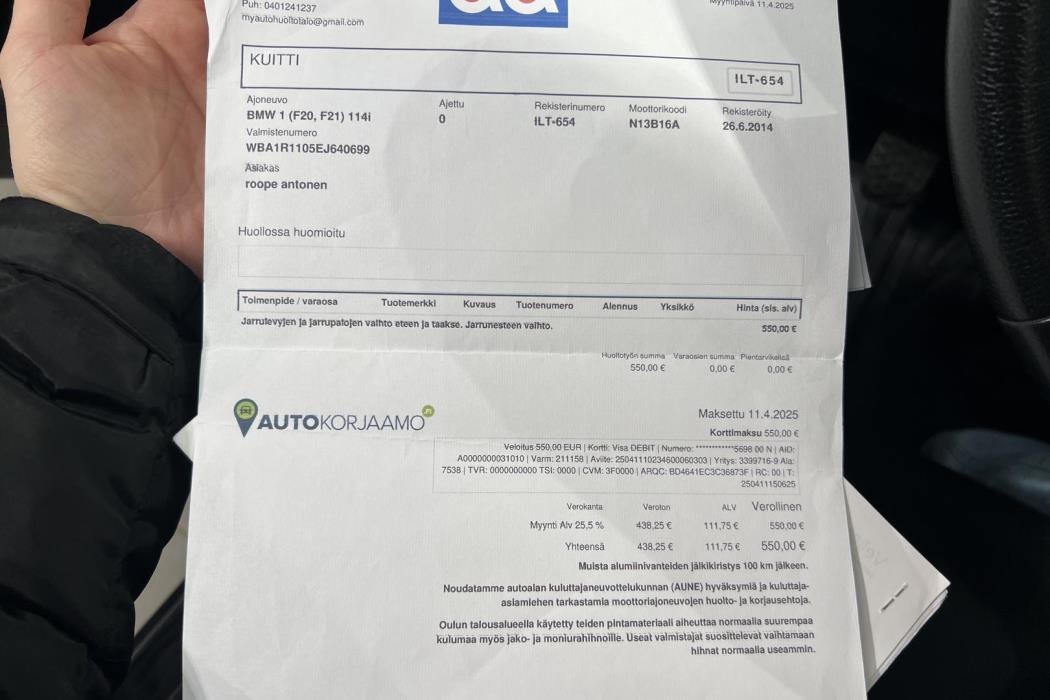 Puh: 0401241237
myautohuoltotalo@gmail.com
Myyntipäivä 11.4.2025
KUITTI
ILT-654
Ajoneuvo Ajettu Rekisterinumero Moottorikoodi Rekisteröity
BMW 1 (F20, F21) 114i 0 ILT-654 N13B16A 26.6.2014
Valmistenumero
WBA1R1105EJ640699
Asiakas
roope antonen
Huollossa huomioitu
Toimenpide / varaosa Tuotemerkki Kuvaus Tuotenumero Alennus Yksikkö Hinta (sis. alv)
Jarrulevyjen ja jarrupalojen vaihto eteen ja taakse. Jarrunesteen vaihto. 550,00 €
Huoltotyön summa Varaosien summa Pientarvikelisä
550,00 € 0,00 € 0,00 €
AUTOKORJAAMO.FI
Maksettu 11.4.2025
Korttimaksu 550,00 €
Veloitus 550,00 EUR | Kortti: Visa DEBIT | Numero: ************5698 00 N | AID:
A0000000031010 | Varm: 211158 | Aviite: 25041110234600060303 | Yritys: 3399716-9 Ala:
7538 | TVR: 0000000000 TSI: 0000 | CVM: 3F0000 | ARQC: BD4641EC3C36873F | RC: 00 | T:
250411150625
Verokanta Veroton ALV Verollinen
Myynti Alv 25,5 % 438,25 € 111,75 € 550,00 €
Yhteensä 438,25 € 111,75 € 550,00 €
Muista alumiinivanteiden jälkikiristys 100 km jälkeen.
Noudatamme autoalan kuluttajaneuvottelukunnan (AUNE) hyväksymiä ja kuluttaja-
asiamiehen tarkastamia moottoriajoneuvojen huolto- ja korjausehtoja.
Oulun talousalueella käytetty teiden pintamateriaali aiheuttaa normaalia suurempaa
kulumaa myös jako- ja moniurahihnoille. Useat valmistajat suosittelevat vaihtamaan
hihnat normaalia useammin.